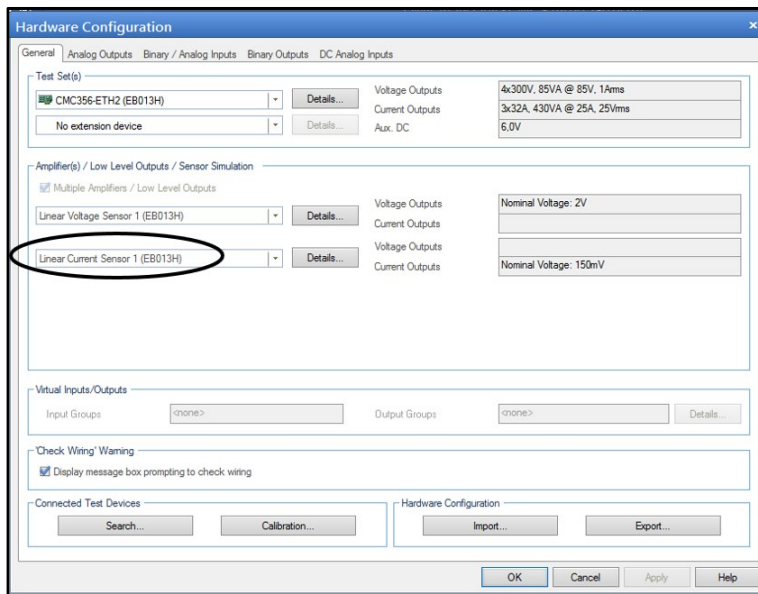 Hardware Configuration
×
General Analog Outputs Binary / Analog Inputs Binary Outputs DC Analog Inputs
Test Set(s)
CMC356-ETH2 (EB013H)
Details...
Voltage Outputs
4x300V, 85VA @ 85V, 1Arms
Current Outputs
3x32A, 430VA @ 25A, 25Vrms
No extension device
Details...
Aux. DC
6,0V
Amplifier(s) / Low Level Outputs / Sensor Simulation
Multiple Amplifiers / Low Level Outputs
Linear Voltage Sensor 1 (EB013H)
Details...
Voltage Outputs
Nominal Voltage: 2V
Current Outputs
Linear Current Sensor 1 (EB013H)
Details...
Voltage Outputs
Current Outputs
Nominal Voltage: 150mV
Virtual Inputs/Outputs
Input Groups
<none>
Output Groups
<none>
Details...
'Check Wiring' Warning
Display message box prompting to check wiring
Connected Test Devices
Search...
Calibration...
Hardware Configuration
Import...
Export...
OK
Cancel
Apply
Help